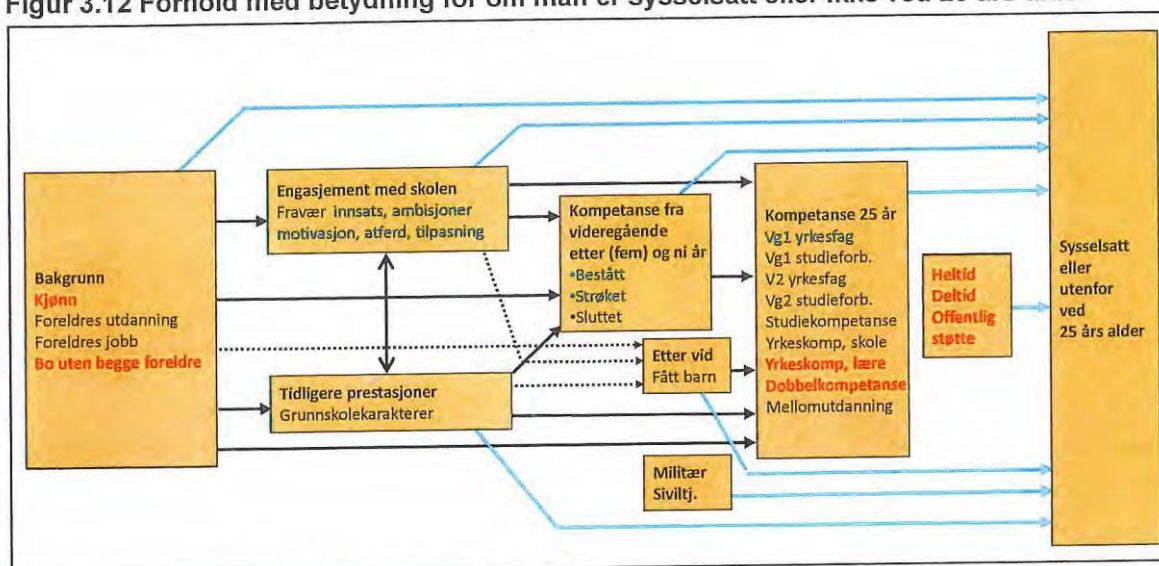 Figur 3.12 Forhold med betydning for om man er sysselsatt eller ikke ved 25 års alder
Bakgrunn
Kjønn
Foreldres utdanning
Foreldres jobb
Bo uten begge foreldre
Engasjement med skolen
Fravær innsats, ambisjoner
motivasjon, atferd, tilpasning
Tidligere prestasjoner
Grunnskolekarakterer
Kompetanse fra
videregående
etter (fem) og ni år
•Bestått
•Strøket
•Sluttet
Etter vid
Fått barn
Militær
Siviltj.
Kompetanse 25 år
Vg1 yrkesfag
Vg1 studieforb.
V2 yrkesfag
Vg2 studieforb.
Studiekompetanse
Yrkeskomp, skole
Yrkeskomp, lære
Dobbelkompetanse
Mellomutdanning
Heltid
Deltid
Offentlig
støtte
Sysselsatt
eller
utenfor
ved
25 års alder